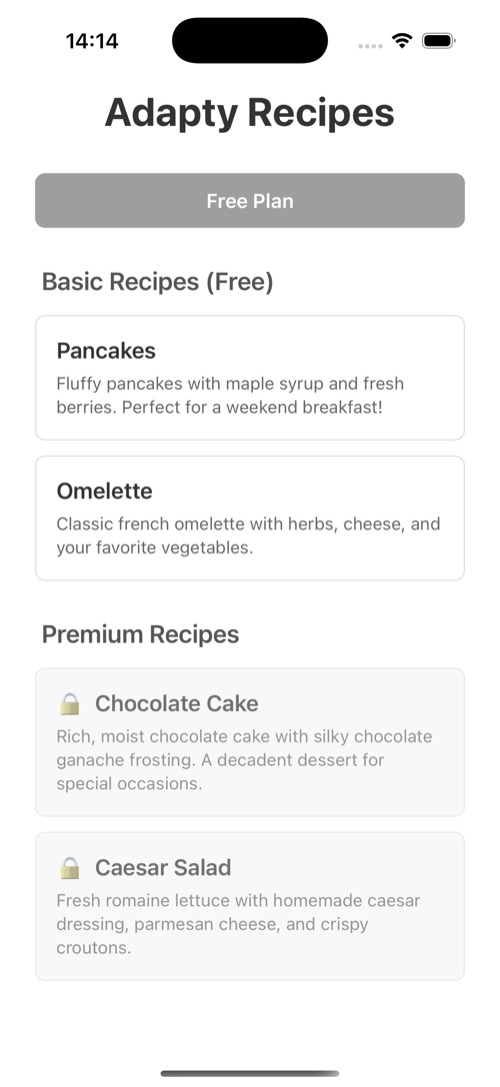 14:14
Adapty Recipes
Free Plan
Basic Recipes (Free)
Pancakes
Fluffy pancakes with maple syrup and fresh
berries. Perfect for a weekend breakfast!
Omelette
Classic french omelette with herbs, cheese, and
your favorite vegetables.
Premium Recipes
Chocolate Cake
Rich, moist chocolate cake with silky chocolate
ganache frosting. A decadent dessert for
special occasions.
Caesar Salad
Fresh romaine lettuce with homemade caesar
dressing, parmesan cheese, and crispy
croutons.